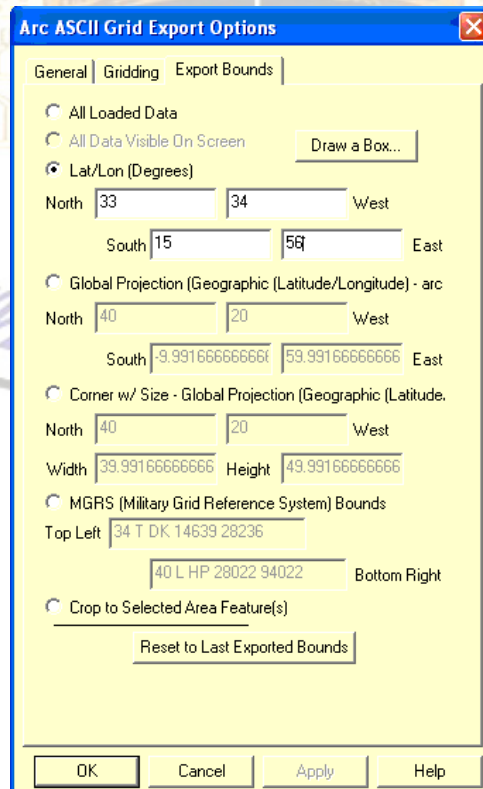 Arc ASCII Grid Export Options
General Gridding Export Bounds
All Loaded Data
All Data Visible On Screen Draw a Box...
Lat/Lon (Degrees)
North 33 34 West
South 15 56 East
Global Projection (Geographic (Latitude/Longitude) - arc
North 40 20 West
South -9.99166666666 59.9916666666 East
Corner w/ Size - Global Projection (Geographic (Latitude.
North 40 20 West
Width 39.9916666666 Height 49.9916666666
MGRS (Military Grid Reference System) Bounds
Top Left 34 T DK 14639 28236
40 L HP 28022 94022 Bottom Right
Crop to Selected Area Feature(s)
Reset to Last Exported Bounds
OK Cancel Apply Help